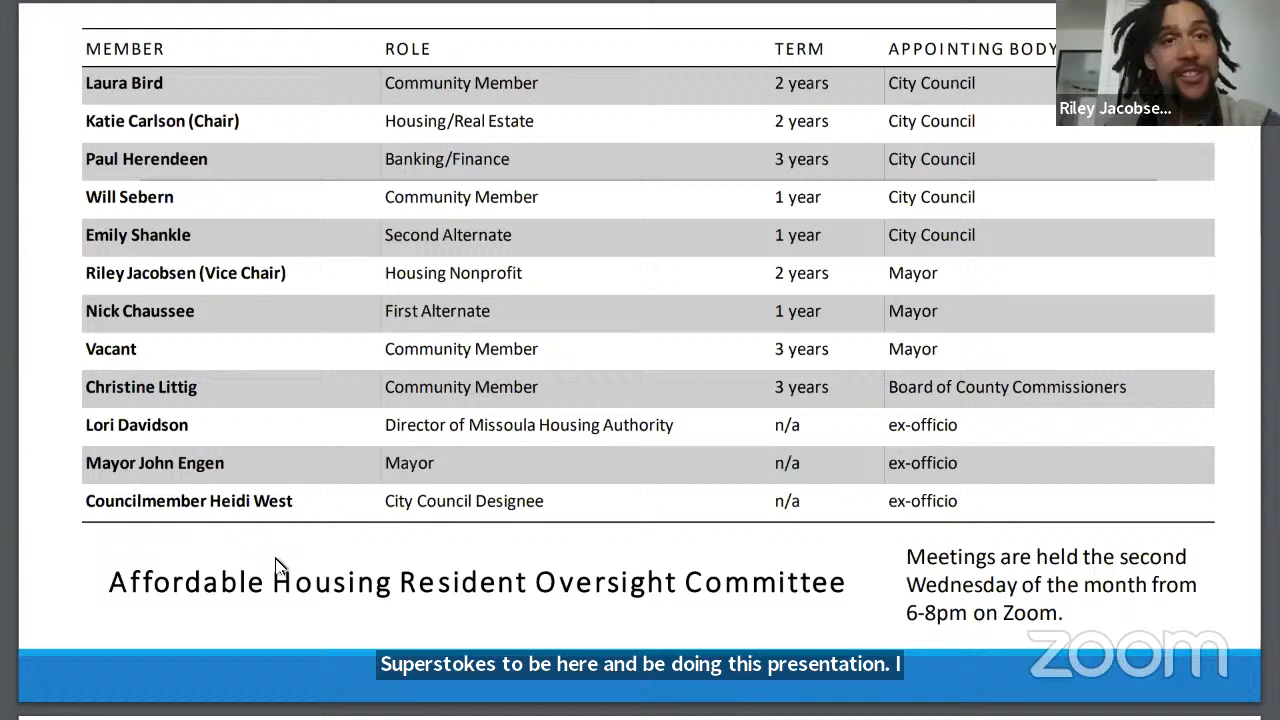 MEMBER ROLE TERM APPOINTING BODY
Laura Bird Community Member 2 years City Council
Katie Carlson (Chair) Housing/Real Estate 2 years City Council
Riley Jacobse...
Paul Herendeen Banking/Finance 3 years City Council
Will Sebern Community Member 1 year City Council
Emily Shankle Second Alternate 1 year City Council
Riley Jacobsen (Vice Chair) Housing Nonprofit 2 years Mayor
Nick Chaussee First Alternate 1 year Mayor
Vacant Community Member 3 years Mayor
Christine Littig Community Member 3 years Board of County Commissioners
Lori Davidson Director of Missoula Housing Authority n/a ex-officio
Mayor John Engen Mayor n/a ex-officio
Councilmember Heidi West City Council Designee n/a ex-officio
Affordable Housing Resident Oversight Committee
Meetings are held the second
Wednesday of the month from
6-8pm on Zoom.
zoom
Superstokes to be here and be doing this presentation. I